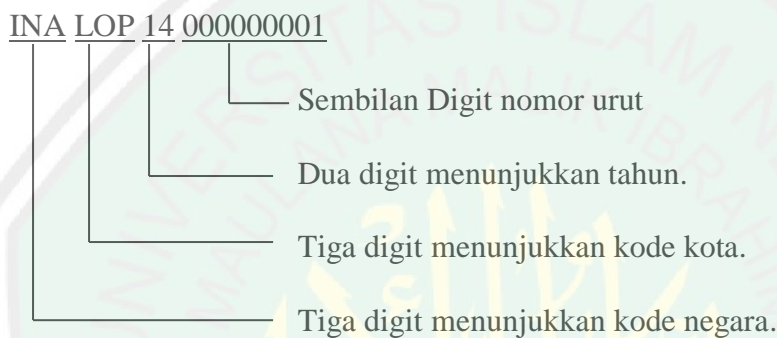 INA LOP 14 000000001
Sembilan Digit nomor urut
Dua digit menunjukkan tahun.
Tiga digit menunjukkan kode kota.
Tiga digit menunjukkan kode negara.